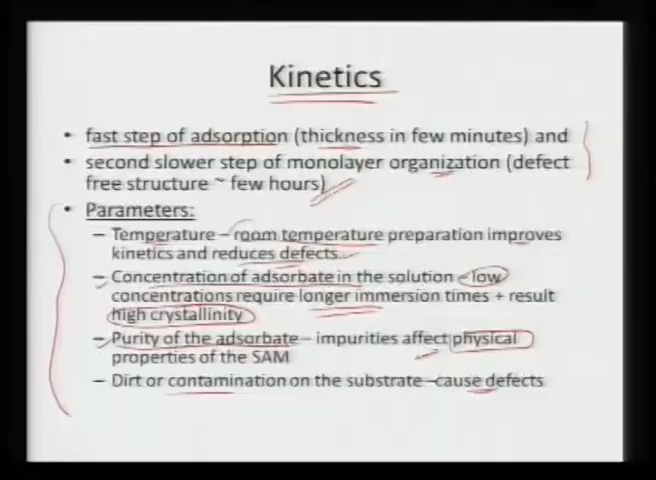 Kinetics
• fast step of adsorption (thickness in few minutes) and
• second slower step of monolayer organization (defect
free structure ~ few hours)
• Parameters:
– Temperature – room temperature preparation improves
kinetics and reduces defects.
– Concentration of adsorbate in the solution – low
concentrations require longer immersion times + result
high crystallinity
– Purity of the adsorbate – impurities affect physical
properties of the SAM
– Dirt or contamination on the substrate – cause defects